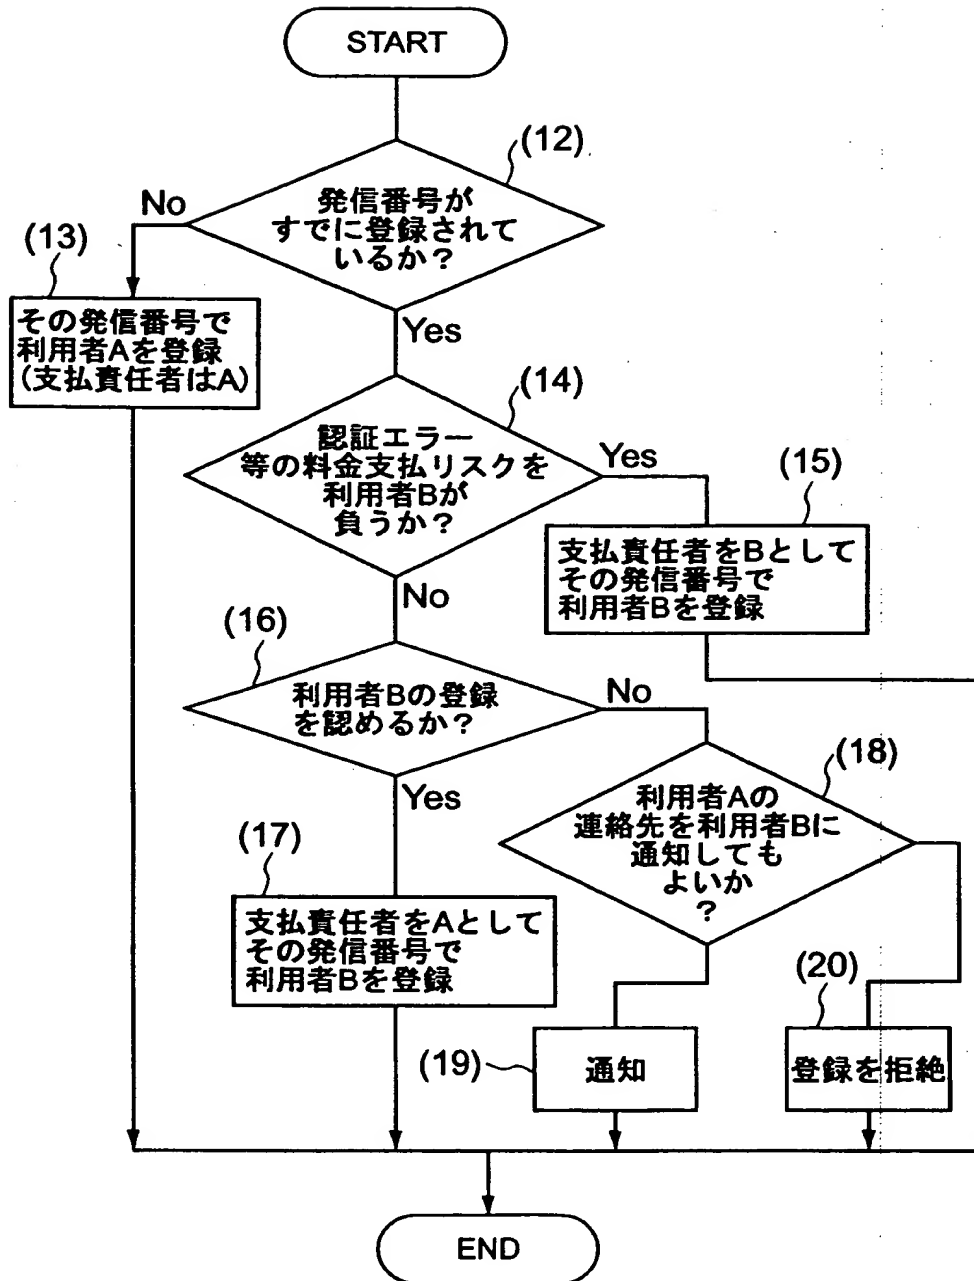 START
(12)
発信番号が
すでに登録されて
いるか？
No
(13)
その発信番号で
利用者Aを登録
(支払責任者はA)
Yes
(14)
認証エラー
等の料金支払リスクを
利用者Bが
負うか？
Yes
(15)
支払責任者をBとして
その発信番号で
利用者Bを登録
No
(16)
利用者Bの登録
を認めるか？
No
Yes
(18)
利用者Aの
連絡先を利用者Bに
通知しても
よいか
？
(17)
支払責任者をAとして
その発信番号で
利用者Bを登録
(19)
通知
(20)
登録を拒絶
END